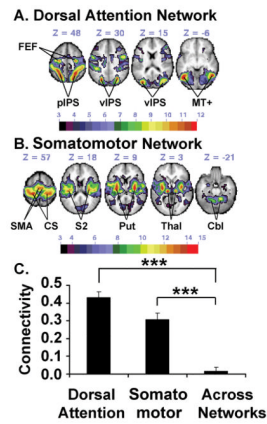 A. Dorsal Attention Network
Z = 48 Z = 30 Z = 15 Z = -6
FEF
pIPS vIPS vIPS MT+
3 4 5 6 7 8 9 10 11 12
B. Somatomotor Network
Z = 57 Z = 18 Z = 9 Z = 3 Z = -21
SMA CS S2 Put Thal Cbl
3 4 5 6 7 8 9 10 11 12 13 14 15
C.
Connectivity
0.5
0.4
0.3
0.2
0.1
0.0
***
***
Dorsal Somato Across
Attention motor Networks